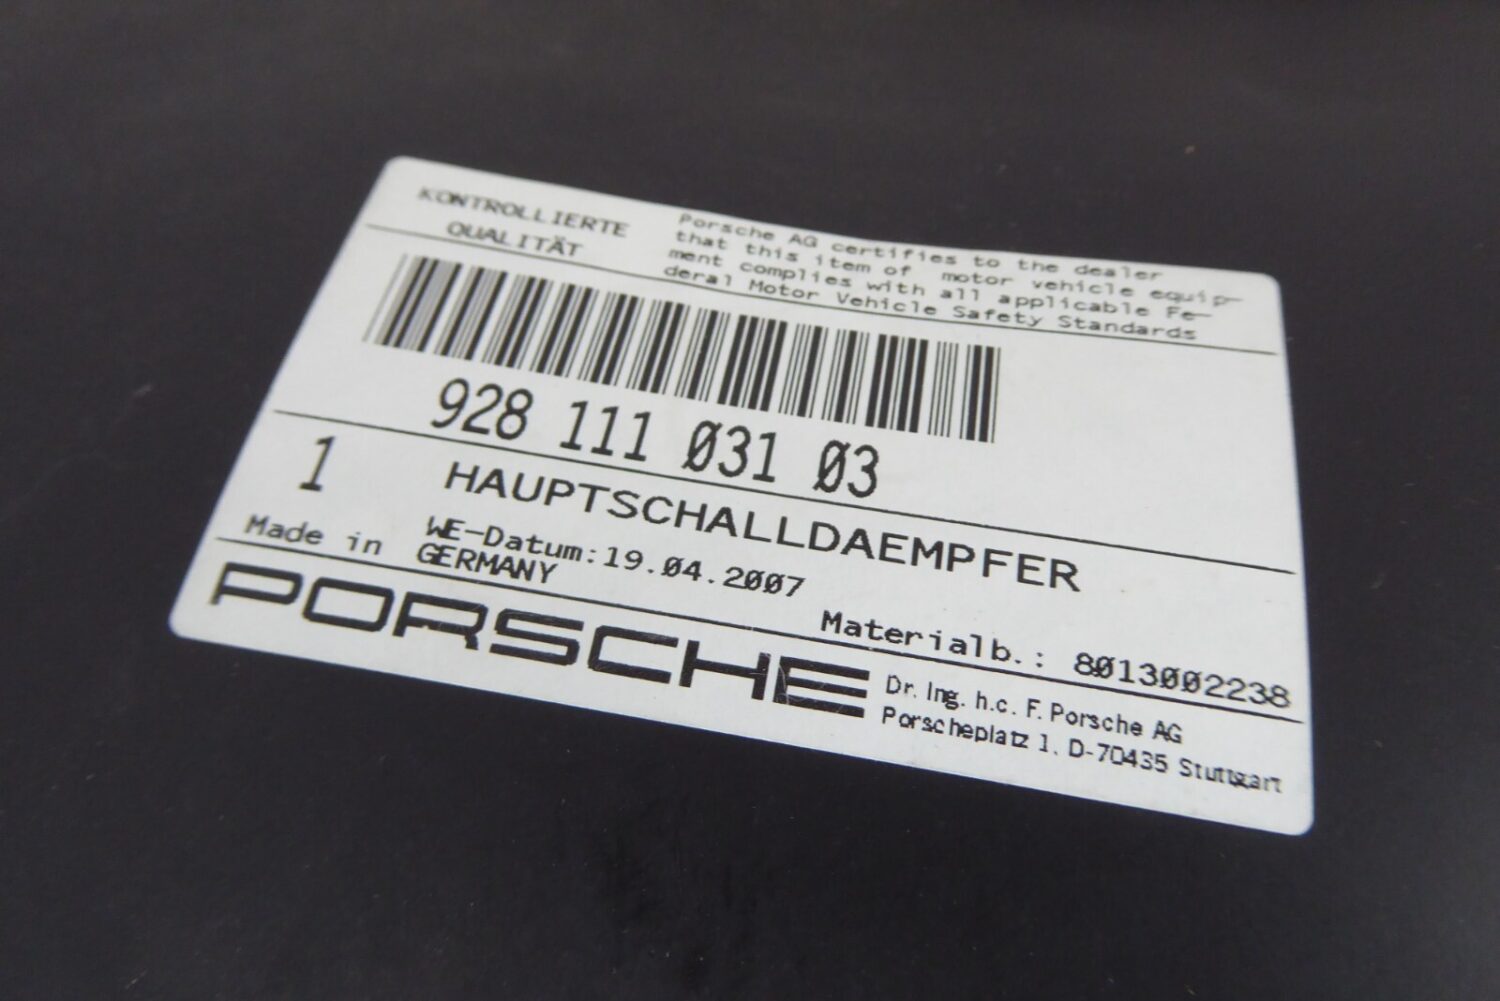 KONTROLLIERTE
QUALITÄT
Porsche AG certifies to the dealer
that this item of motor vehicle equip-
ment complies with all applicable Fe-
deral Motor Vehicle Safety Standards
928 111 031 03
1 HAUPTSCHALLDAEMPFER
WE-Datum:19.04.2007
Made in GERMANY
Materialb.: 8013002238
PORSCHE
Dr. Ing. h.c. F. Porsche AG
Porscheplatz 1, D-70435 Stuttgart